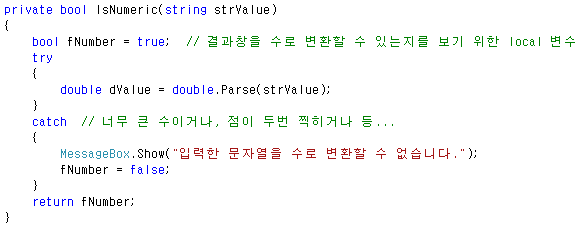 private bool IsNumeric(string strValue)
{
    bool fNumber = true;  // 결과창을 수로 변환할 수 있는지를 보기 위한 local 변수
    try
    {
        double dValue = double.Parse(strValue);
    }
    catch  // 너무 큰 수이거나, 점이 두번 찍히거나 등...
    {
        MessageBox.Show("입력한 문자열을 수로 변환할 수 없습니다.");
        fNumber = false;
    }
    return fNumber;
}